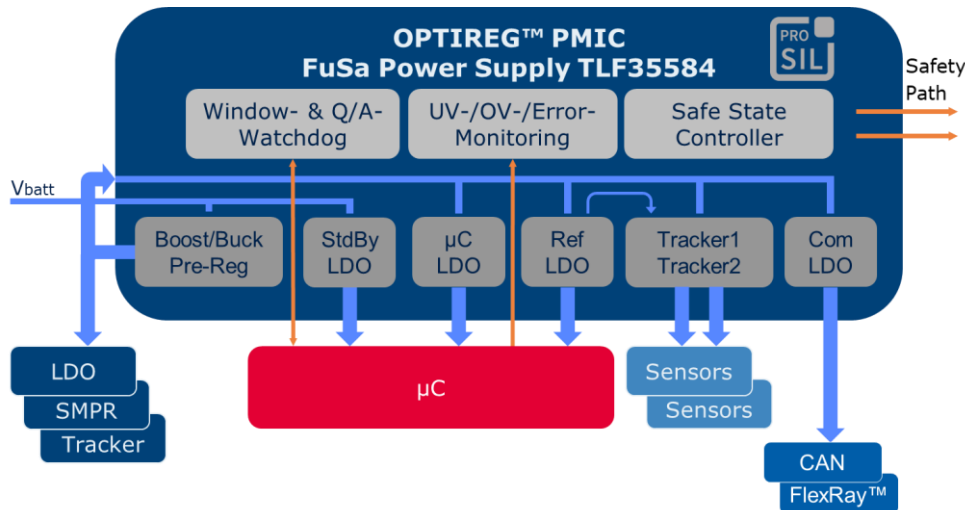 OPTIREG™ PMIC
FuSa Power Supply TLF35584
PRO
SIL
Safety
Path
Window- & Q/A-
Watchdog
UV-/OV-/Error-
Monitoring
Safe State
Controller
Vbatt
Boost/Buck
Pre-Reg
StdBy
LDO
µC
LDO
Ref
LDO
Tracker1
Tracker2
Com
LDO
LDO
SMPR
Tracker
µC
Sensors
Sensors
CAN
FlexRay™